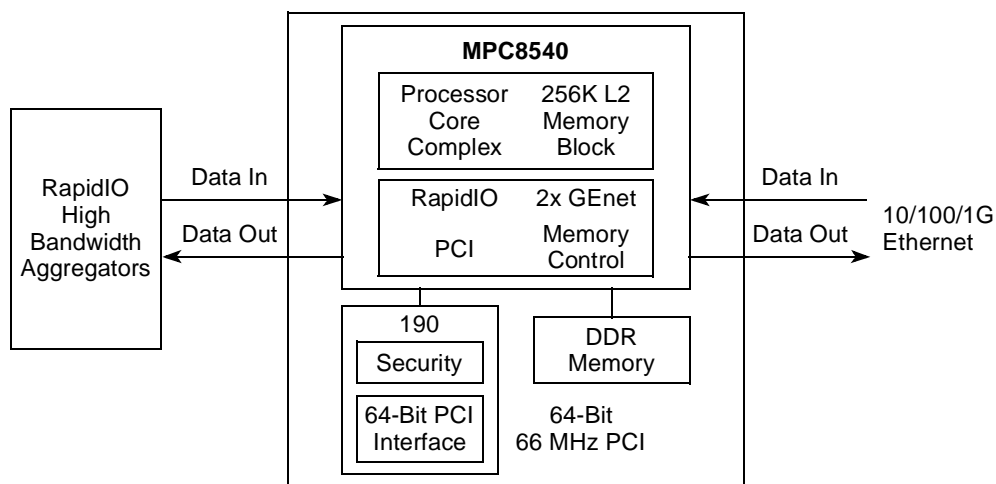 MPC8540
Processor
Core
Complex
256K L2
Memory
Block
RapidIO
High
Bandwidth
Aggregators
Data In
Data Out
RapidIO
2x GEnet
PCI
Memory
Control
Data In
Data Out
10/100/1G
Ethernet
190
Security
64-Bit PCI
Interface
DDR
Memory
64-Bit
66 MHz PCI